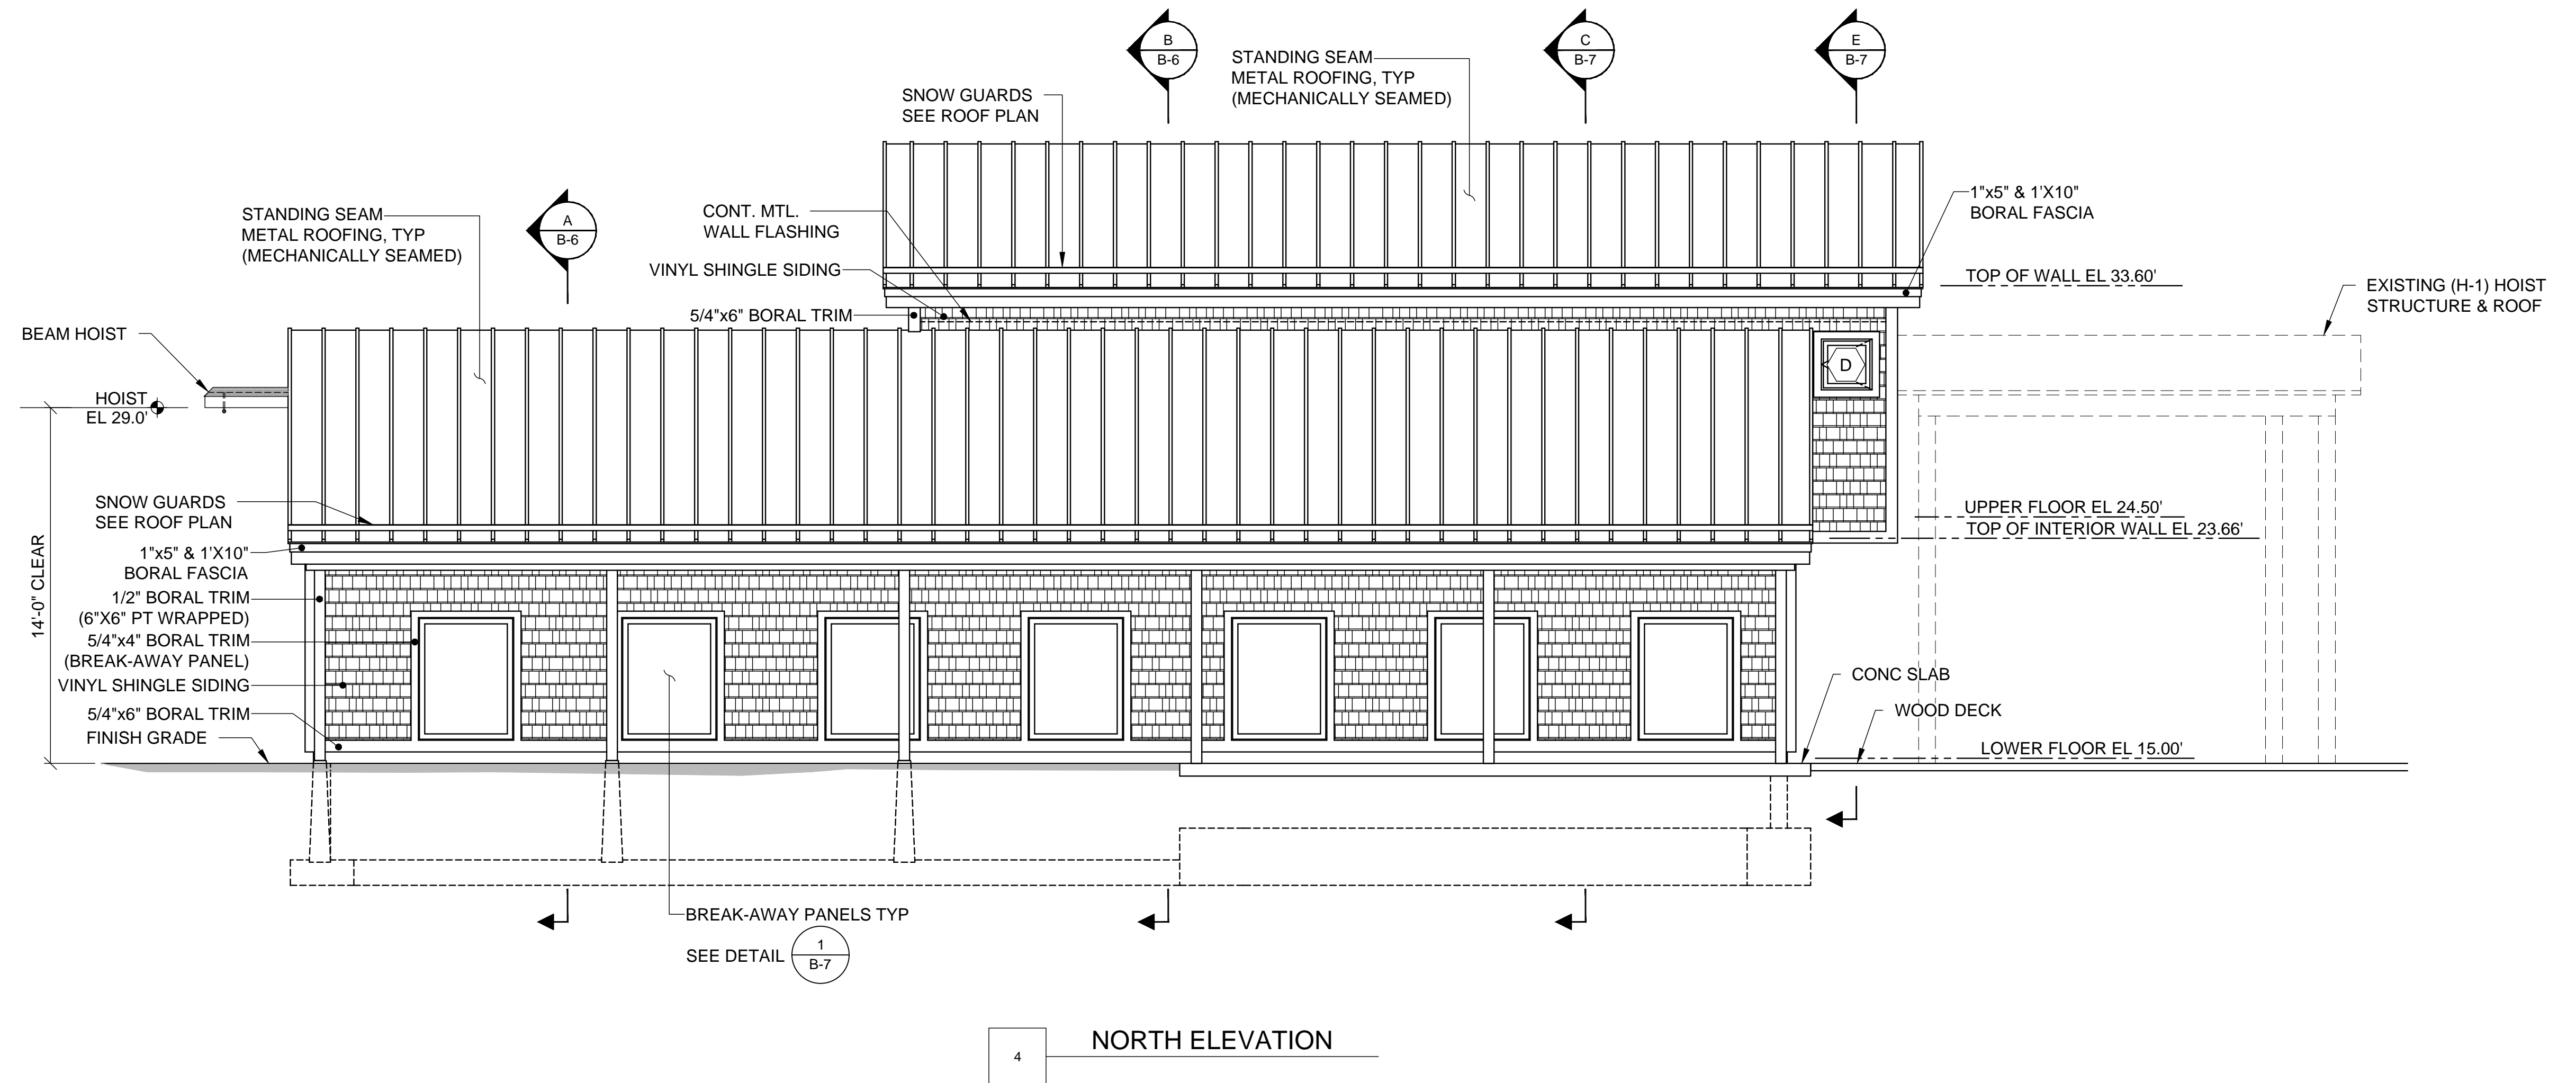 B
B-6
C
B-7
E
B-7
STANDING SEAM
METAL ROOFING, TYP
(MECHANICALLY SEAMED)
SNOW GUARDS
SEE ROOF PLAN
STANDING SEAM
METAL ROOFING, TYP
(MECHANICALLY SEAMED)
A
B-6
CONT. MTL.
WALL FLASHING
VINYL SHINGLE SIDING
5/4"x6" BORAL TRIM
1"x5" & 1'X10"
BORAL FASCIA
TOP OF WALL EL 33.60'
EXISTING (H-1) HOIST
STRUCTURE & ROOF
BEAM HOIST
HOIST
EL 29.0'
D
14'-0" CLEAR
SNOW GUARDS
SEE ROOF PLAN
UPPER FLOOR EL 24.50'
TOP OF INTERIOR WALL EL 23.66'
1"x5" & 1'X10"
BORAL FASCIA
1/2" BORAL TRIM
(6"X6" PT WRAPPED)
5/4"x4" BORAL TRIM
(BREAK-AWAY PANEL)
VINYL SHINGLE SIDING
5/4"x6" BORAL TRIM
FINISH GRADE
CONC SLAB
WOOD DECK
LOWER FLOOR EL 15.00'
BREAK-AWAY PANELS TYP
SEE DETAIL
1
B-7
4
NORTH ELEVATION